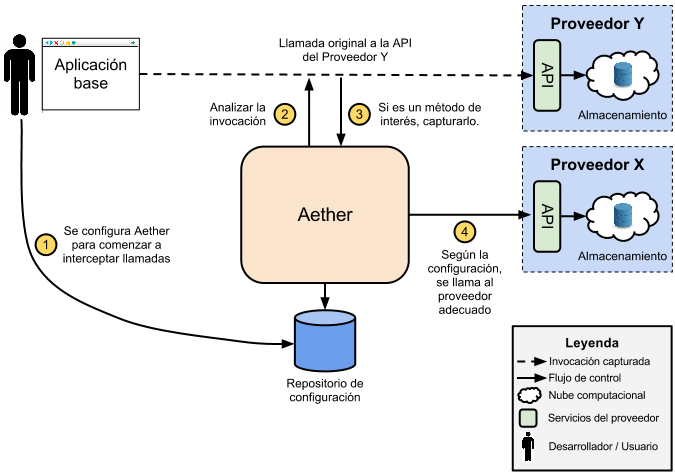 Aplicación
base
Llamada original a la API
del Proveedor Y
Proveedor Y
API
Almacenamiento
Analizar la
invocación
2
3
Si es un método de
interés, capturarlo.
Aether
Proveedor X
API
Almacenamiento
1
Se configura Aether
para comenzar a
interceptar llamadas
4
Según la
configuración,
se llama al
proveedor
adecuado
Repositorio de
configuración
Leyenda
Invocación capturada
Flujo de control
Nube computacional
Servicios del proveedor
Desarrollador / Usuario